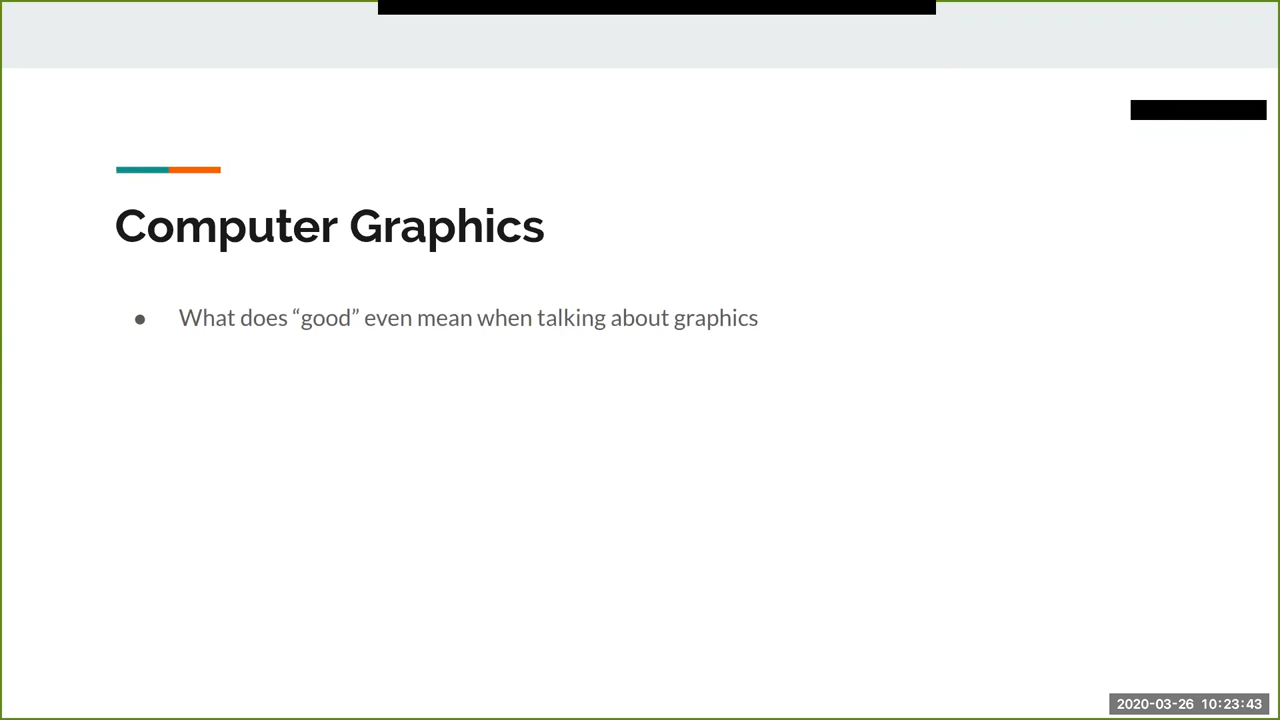 Computer Graphics
● What does “good” even mean when talking about graphics
2020-03-26 10:23:43